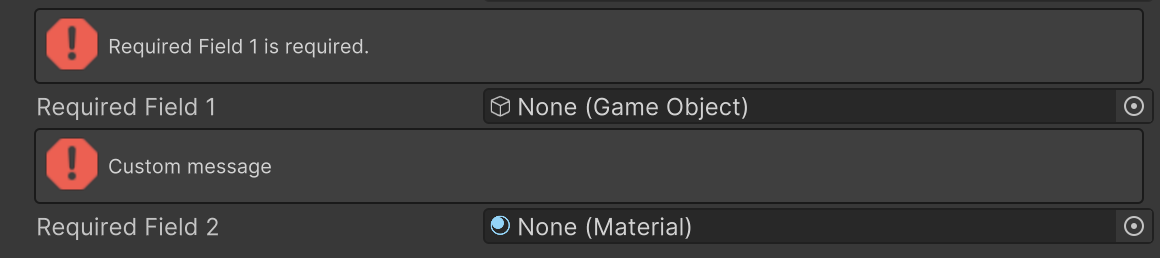 Required Field 1 is required.
Required Field 1 None (Game Object)
Custom message
Required Field 2 None (Material)